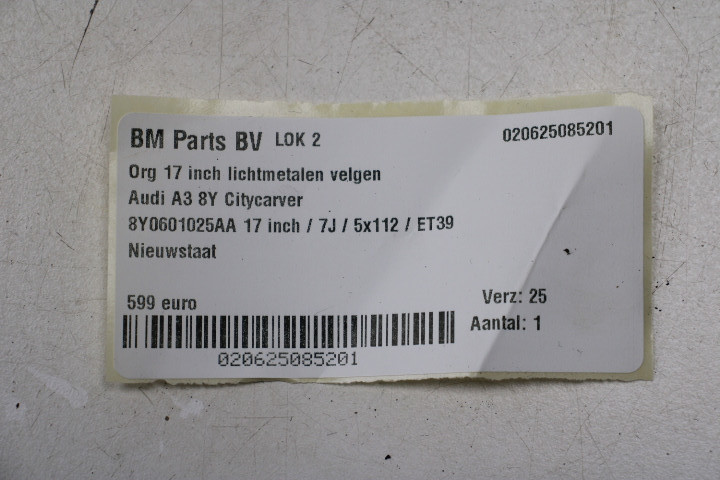 BM Parts BV LOK 2 020625085201
Org 17 inch lichtmetalen velgen
Audi A3 8Y Citycarver
8Y0601025AA 17 inch / 7J / 5x112 / ET39
Nieuwstaat
599 euro Verz: 25
Aantal: 1
020625085201